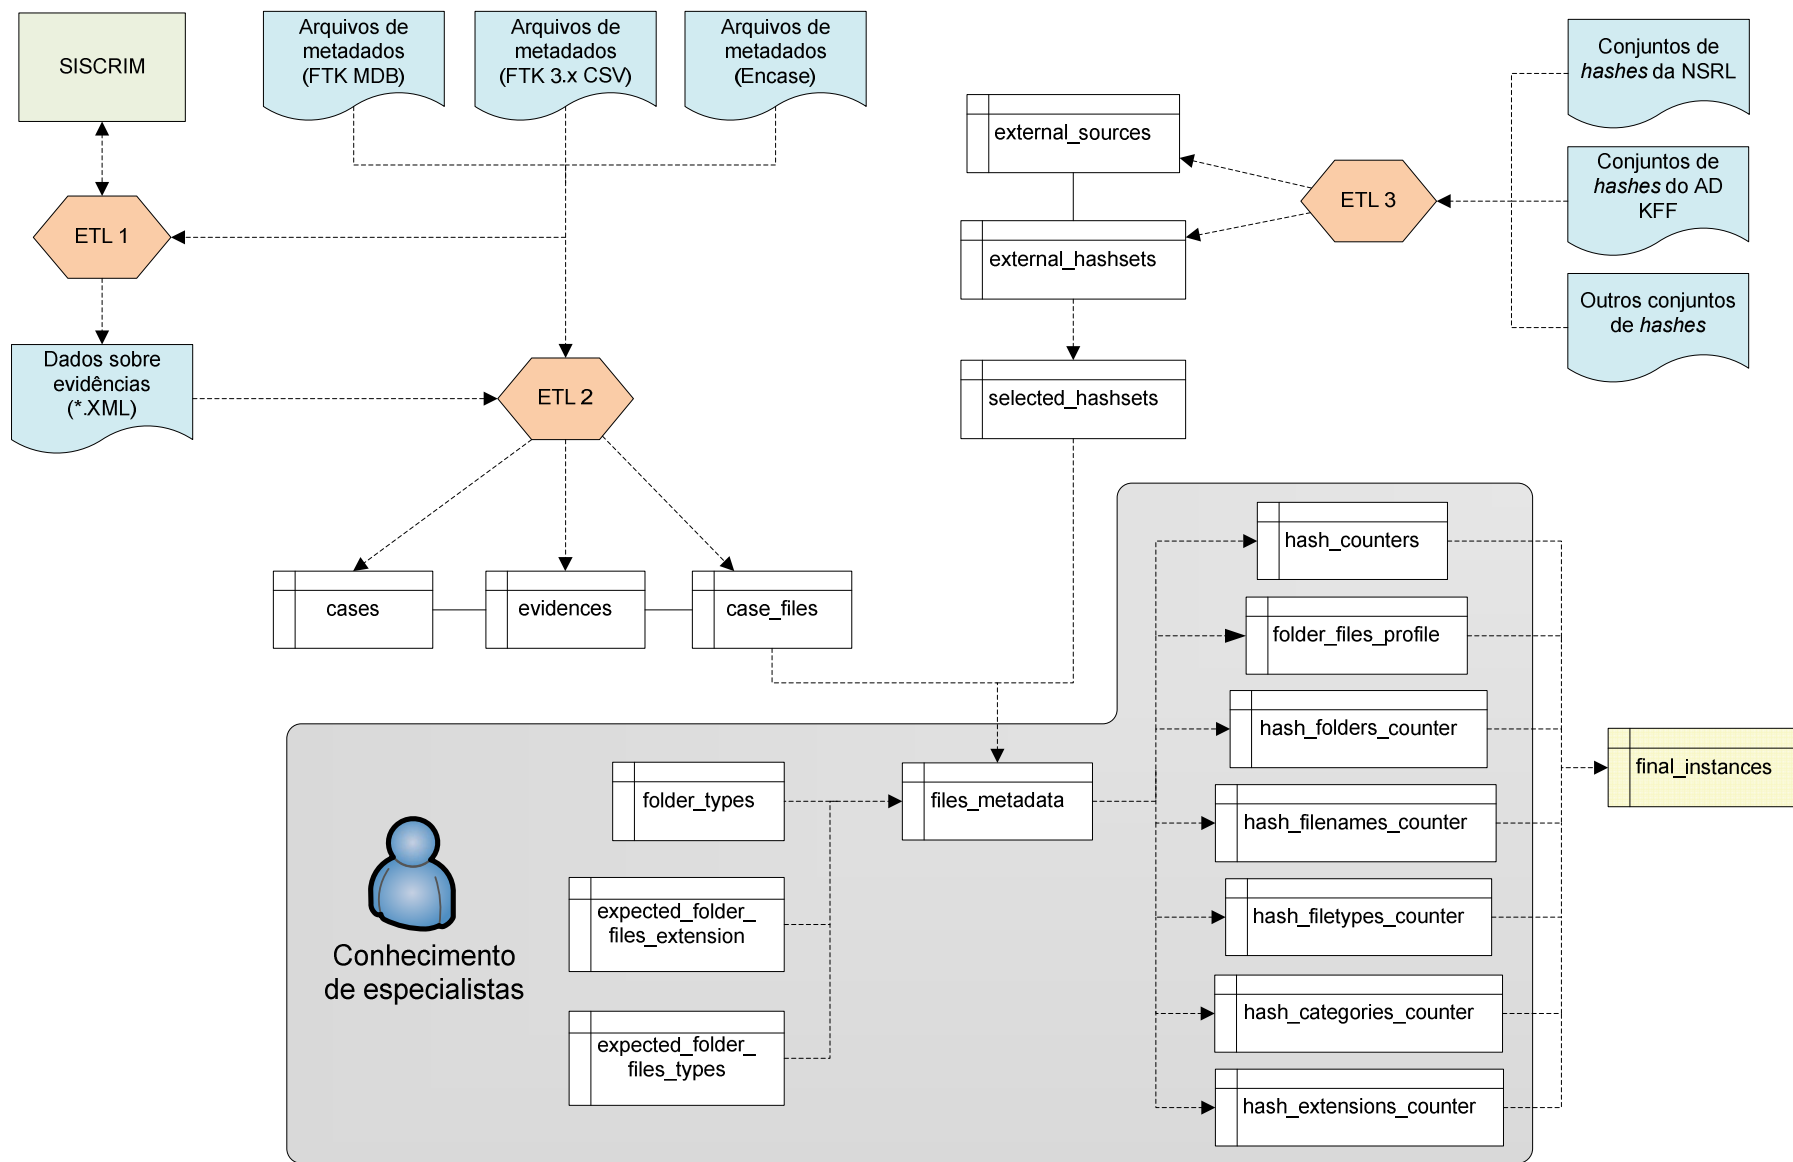 SISCRIM
Arquivos de
metadados
(FTK MDB)
Arquivos de
metadados
(FTK 3.x CSV)
Arquivos de
metadados
(Encase)
Conjuntos de
hashes da NSRL
external_sources
Conjuntos de
hashes do AD
KFF
ETL 3
ETL 1
external_hashsets
Outros conjuntos
de hashes
Dados sobre
evidências
(*.XML)
ETL 2
selected_hashsets
cases
evidences
case_files
hash_counters
folder_files_profile
hash_folders_counter
final_instances
folder_types
files_metadata
hash_filenames_counter
expected_folder_
files_extension
hash_filetypes_counter
Conhecimento
de especialistas
expected_folder_
files_types
hash_categories_counter
hash_extensions_counter